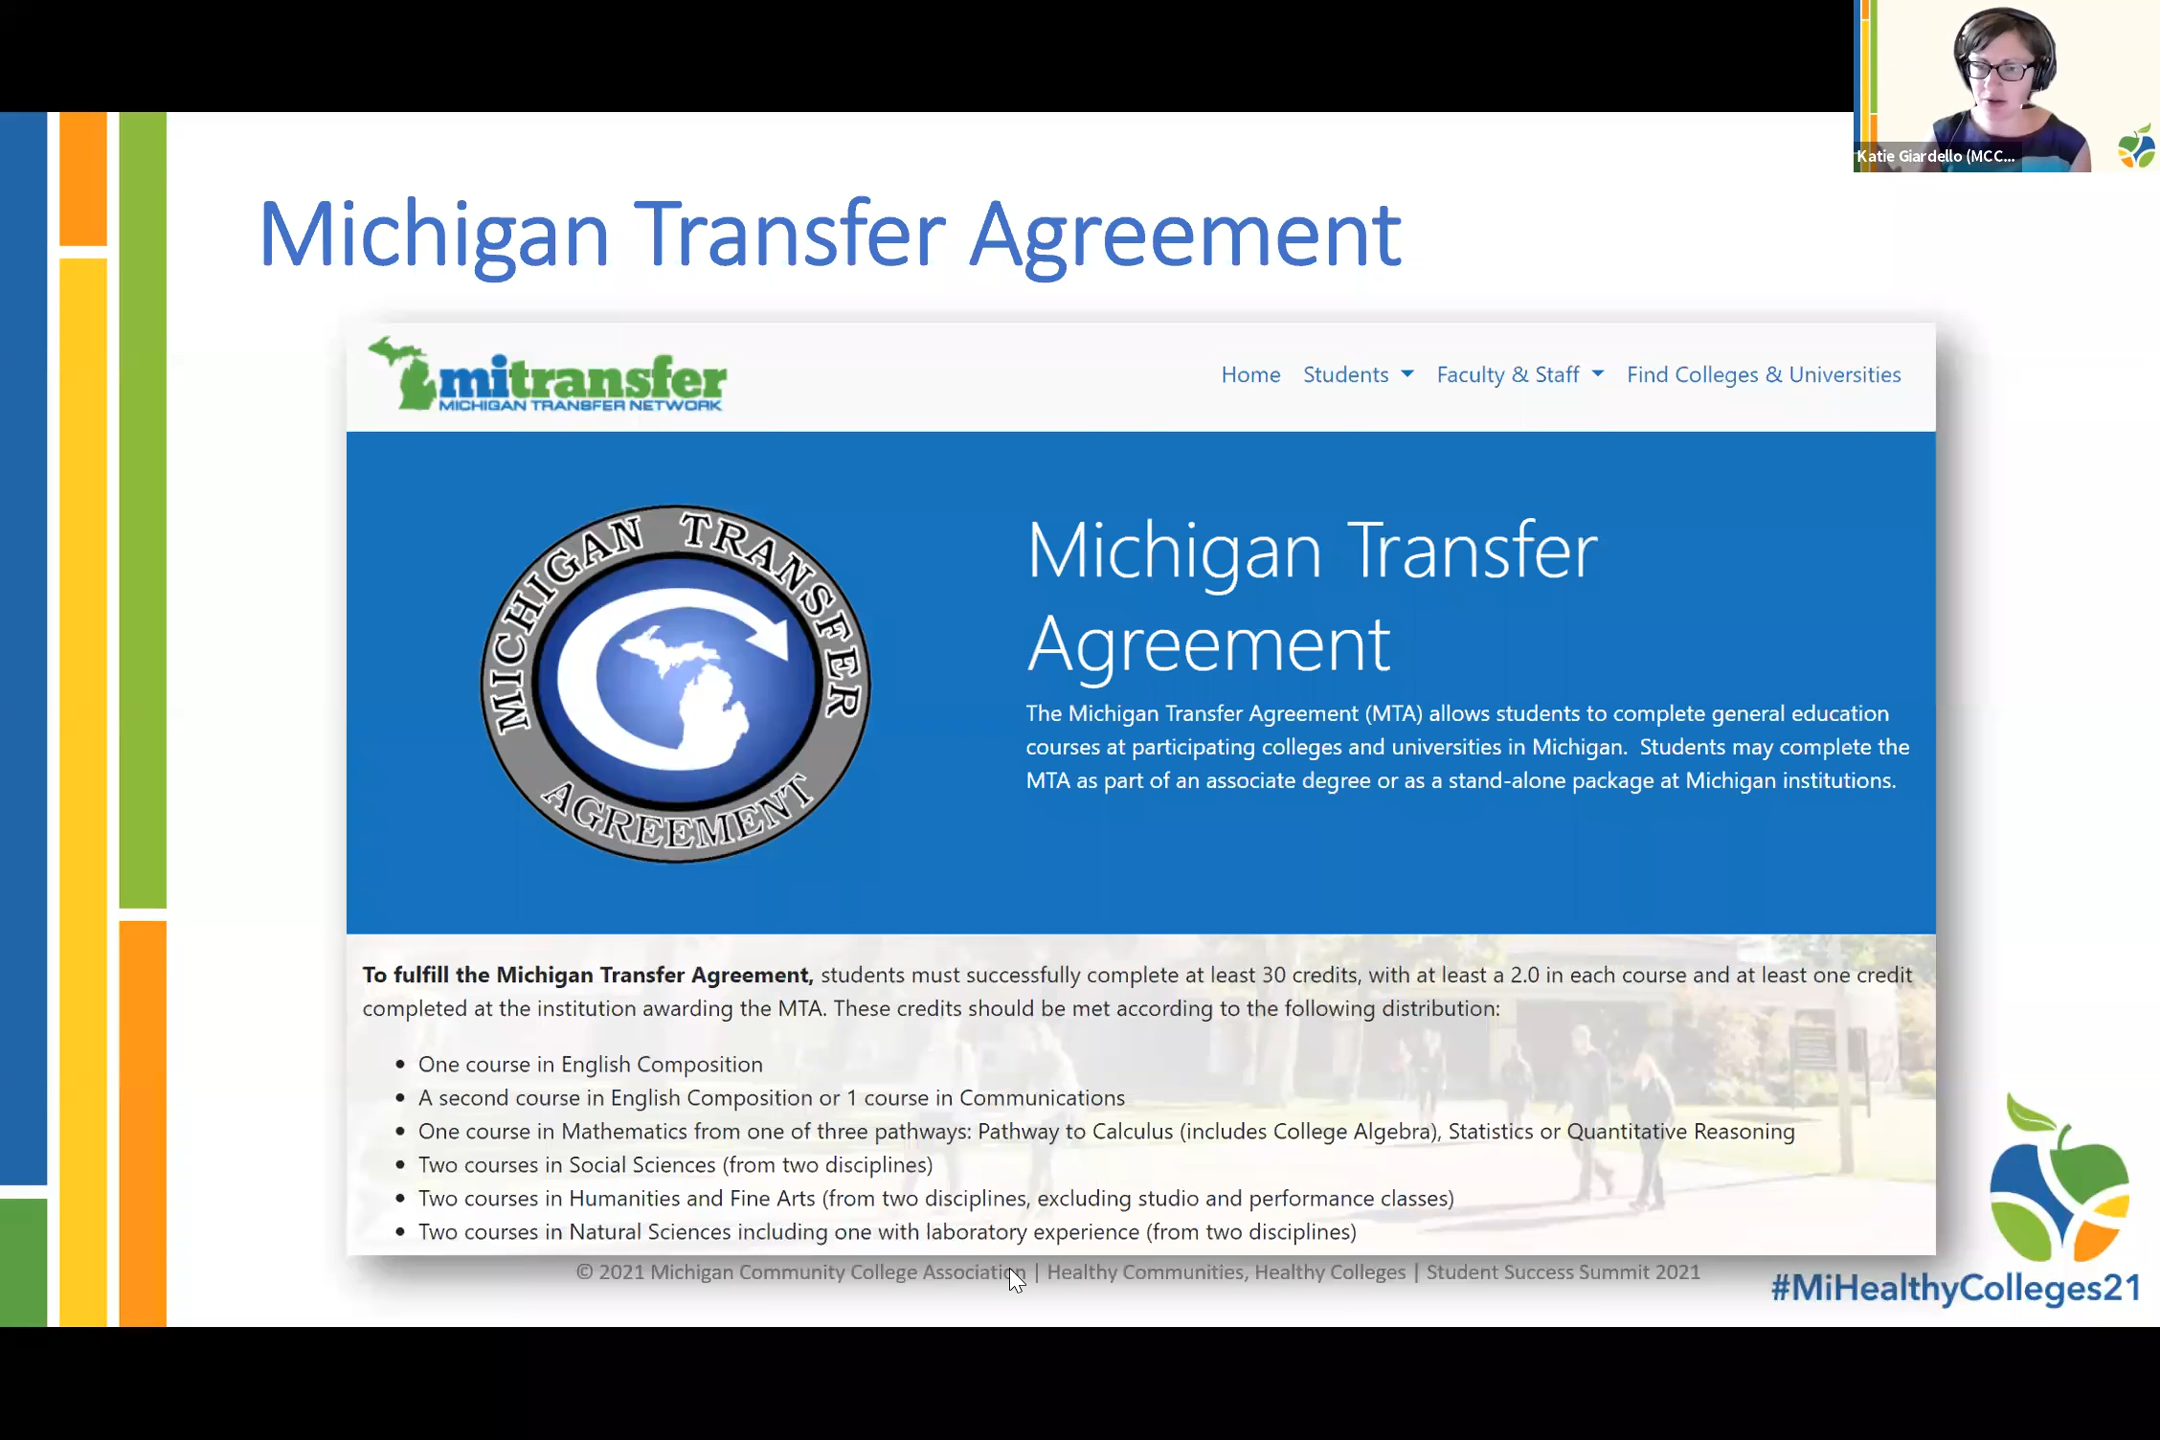 Katie Giardello (MCC...
Michigan Transfer Agreement
mitransfer
MICHIGAN TRANSFER NETWORK
Home Students Faculty & Staff Find Colleges & Universities
MICHIGAN TRANSFER
AGREEMENT
Michigan Transfer
Agreement
The Michigan Transfer Agreement (MTA) allows students to complete general education
courses at participating colleges and universities in Michigan. Students may complete the
MTA as part of an associate degree or as a stand-alone package at Michigan institutions.
To fulfill the Michigan Transfer Agreement, students must successfully complete at least 30 credits, with at least a 2.0 in each course and at least one credit
completed at the institution awarding the MTA. These credits should be met according to the following distribution:
• One course in English Composition
• A second course in English Composition or 1 course in Communications
• One course in Mathematics from one of three pathways: Pathway to Calculus (includes College Algebra), Statistics or Quantitative Reasoning
• Two courses in Social Sciences (from two disciplines)
• Two courses in Humanities and Fine Arts (from two disciplines, excluding studio and performance classes)
• Two courses in Natural Sciences including one with laboratory experience (from two disciplines)
© 2021 Michigan Community College Association | Healthy Communities, Healthy Colleges | Student Success Summit 2021
#MiHealthyColleges21